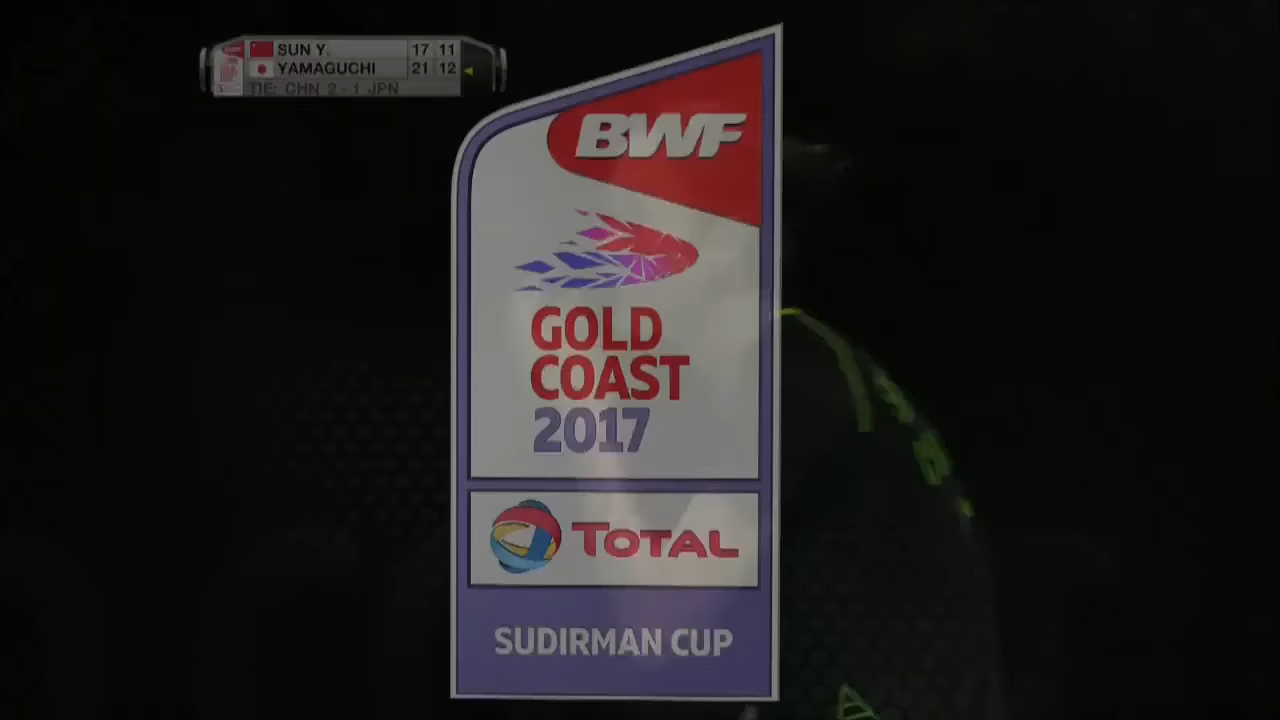 SUN Y. 17 11
YAMAGUCHI 21 12
TIE: CHN 2 - 1 JPN
BWF
GOLD
COAST
2017
TOTAL
SUDIRMAN CUP